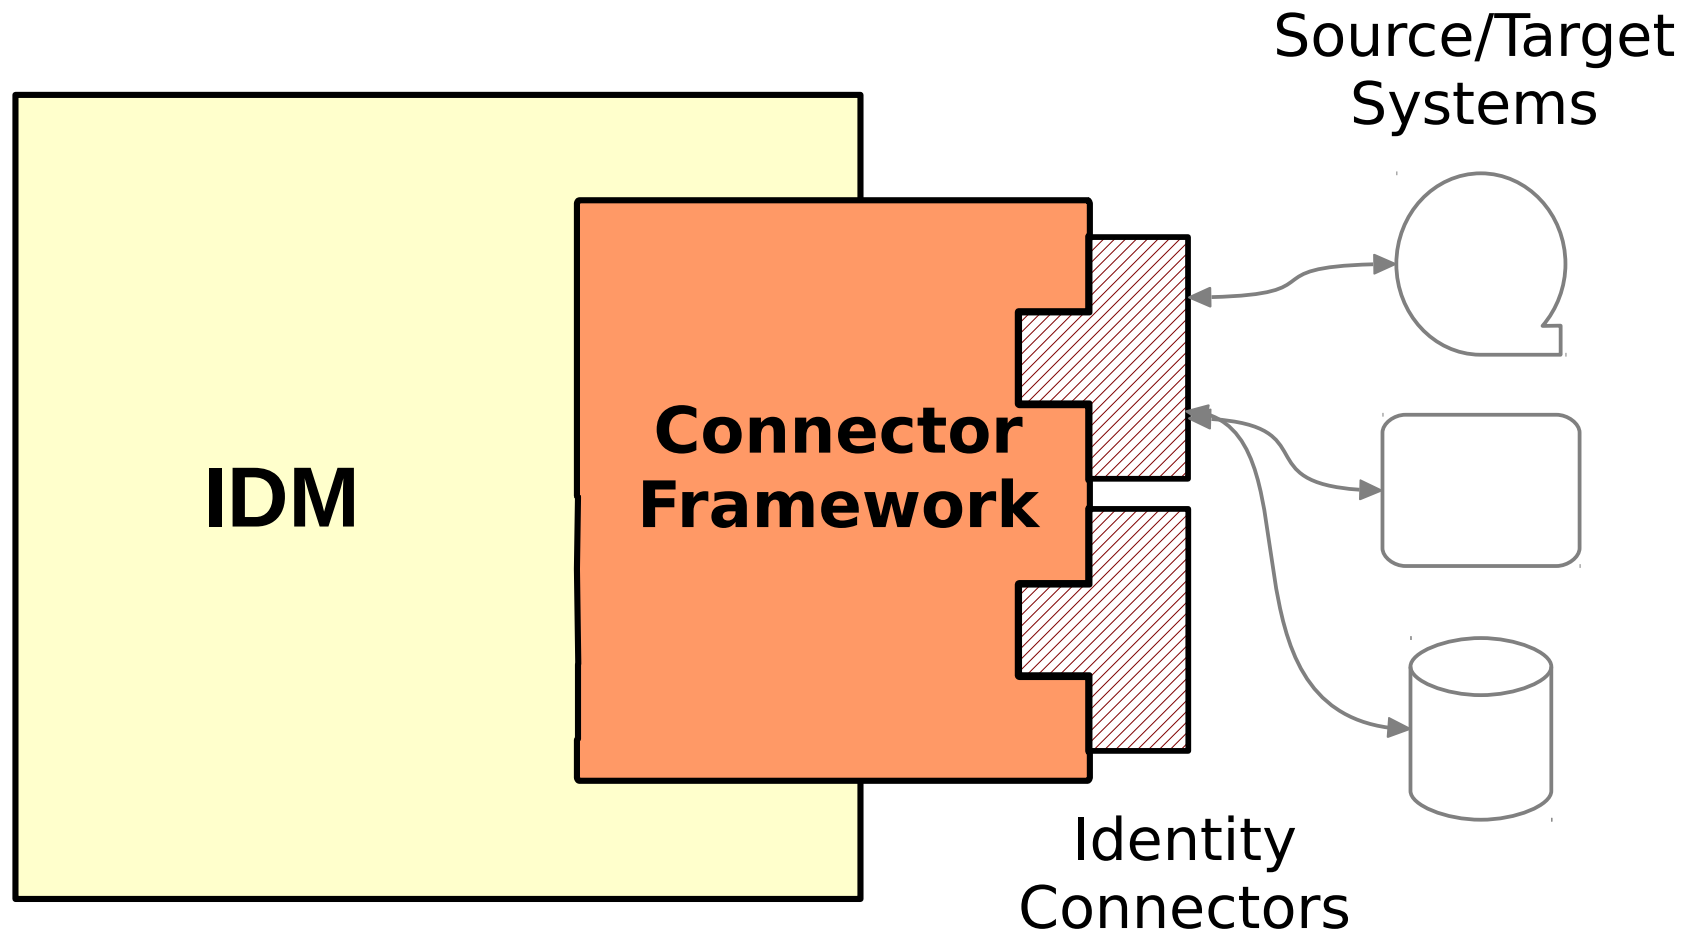 Source/Target
Systems
IDM
Connector
Framework
Identity
Connectors